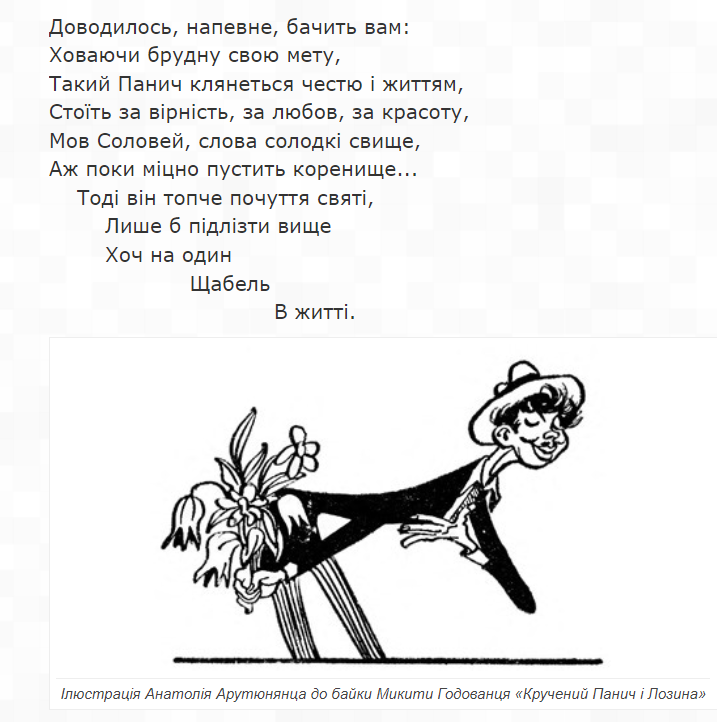 Доводилось, напевне, бачить вам:
Ховаючи брудну свою мету,
Такий Панич клянеться честю і життям,
Стоїть за вірність, за любов, за красоту,
Мов Соловей, слова солодкі свище,
Аж поки міцно пустить коренище...
Тоді він топче почуття святі,
Лише б підлізти вище
Хоч на один
Щабель
В житті.
Ілюстрація Анатолія Арутюнянца до байки Микити Годованця «Кручений Панич і Лозина»